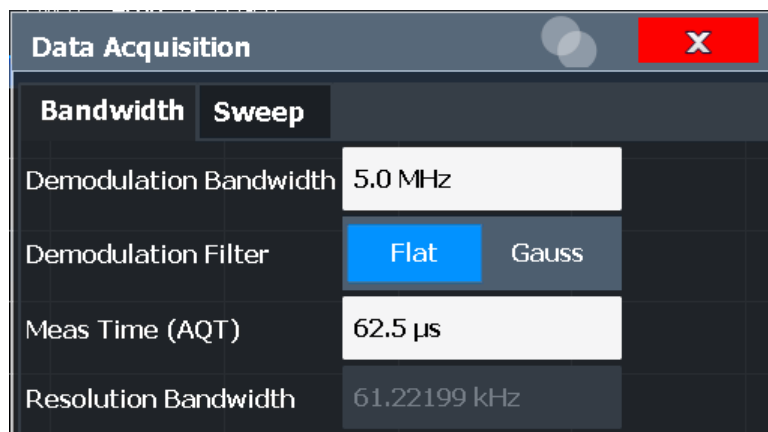 Data Acquisition X
Bandwidth Sweep
Demodulation Bandwidth 5.0 MHz
Demodulation Filter Flat Gauss
Meas Time (AQT) 62.5 µs
Resolution Bandwidth 61.22199 kHz